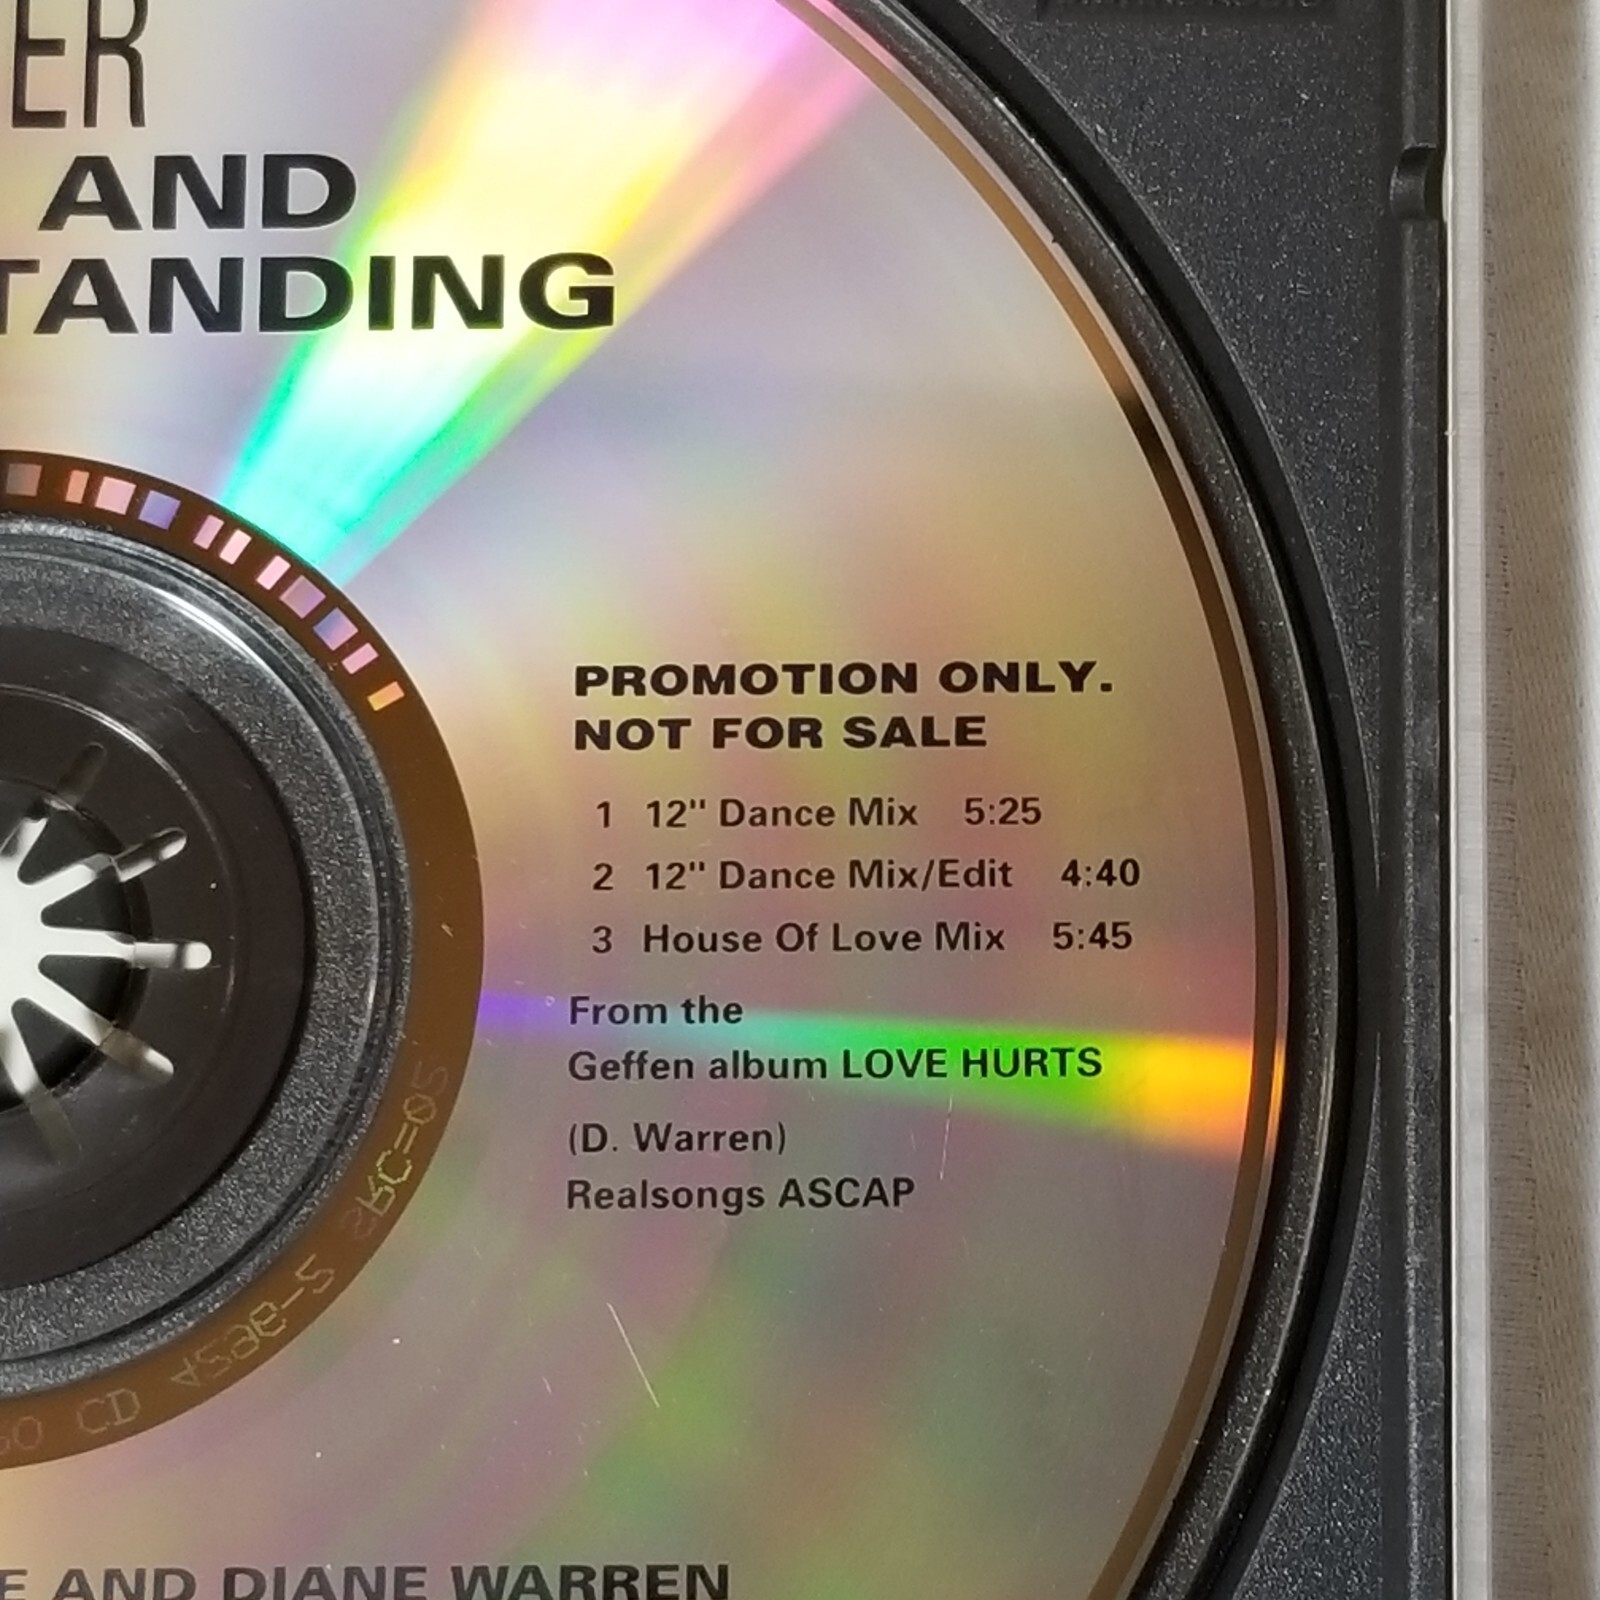 ER
AND
TANDING
PROMOTION ONLY.
NOT FOR SALE
1 12" Dance Mix 5:25
2 12" Dance Mix/Edit 4:40
3 House Of Love Mix 5:45
From the
Geffen album LOVE HURTS
(D. Warren)
Realsongs ASCAP
CD
E AND DIANE WARREN